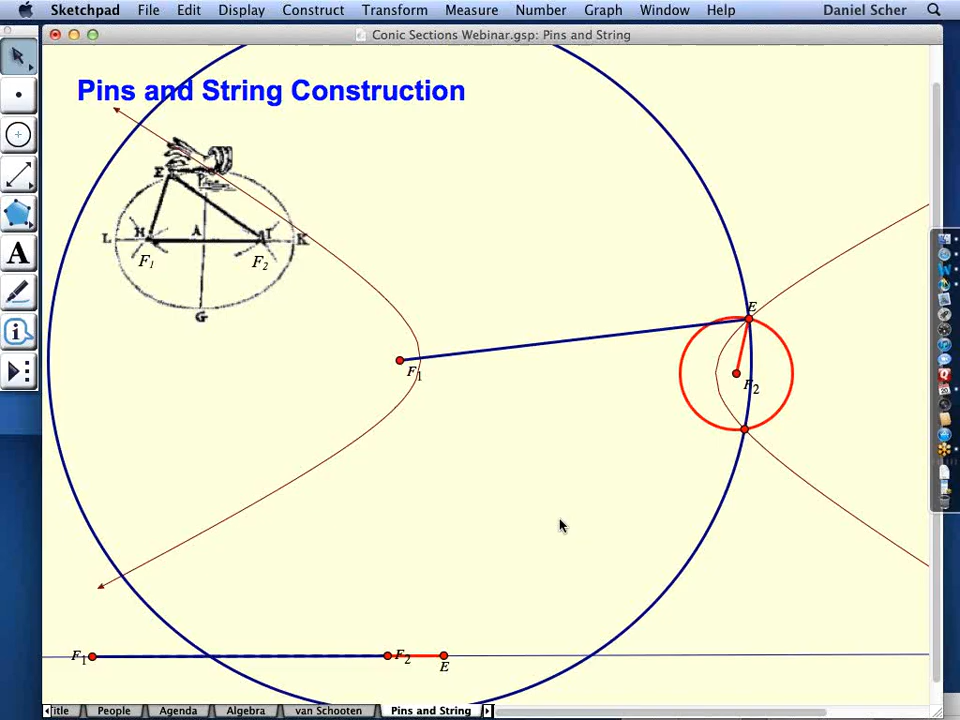 Sketchpad File Edit Display Construct Transform Measure Number Graph Window Help Daniel Scher
Conic Sections Webinar.gsp: Pins and String
Pins and String Construction
E
L H A I K
F1 F2
G
E
F1
F2
A
F1 F2
E
Title People Agenda Algebra van Schooten Pins and String